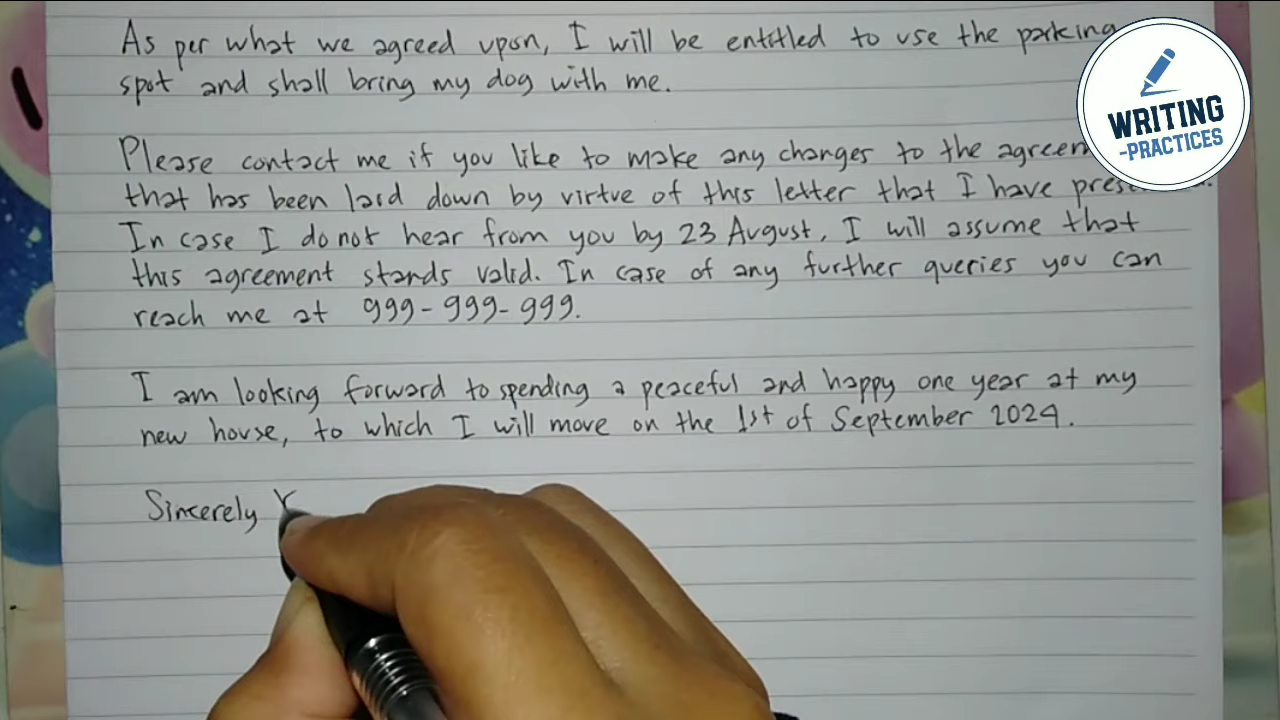 As per what we agreed upon, I will be entitled to use the parking
spot and shall bring my dog with me.
Please contact me if you like to make any changes to the
that has been laid down by virtue of this letter that I have
In case I do not hear from you by 23 August, I will assume that
this agreement stands valid. In case of any further queries you can
reach me at 999-999-999.
I am looking forward to spending a peaceful and happy one year at my
new house, to which I will move on the 1st of September 2024.
Sincerely Y
WRITING
-PRACTICES